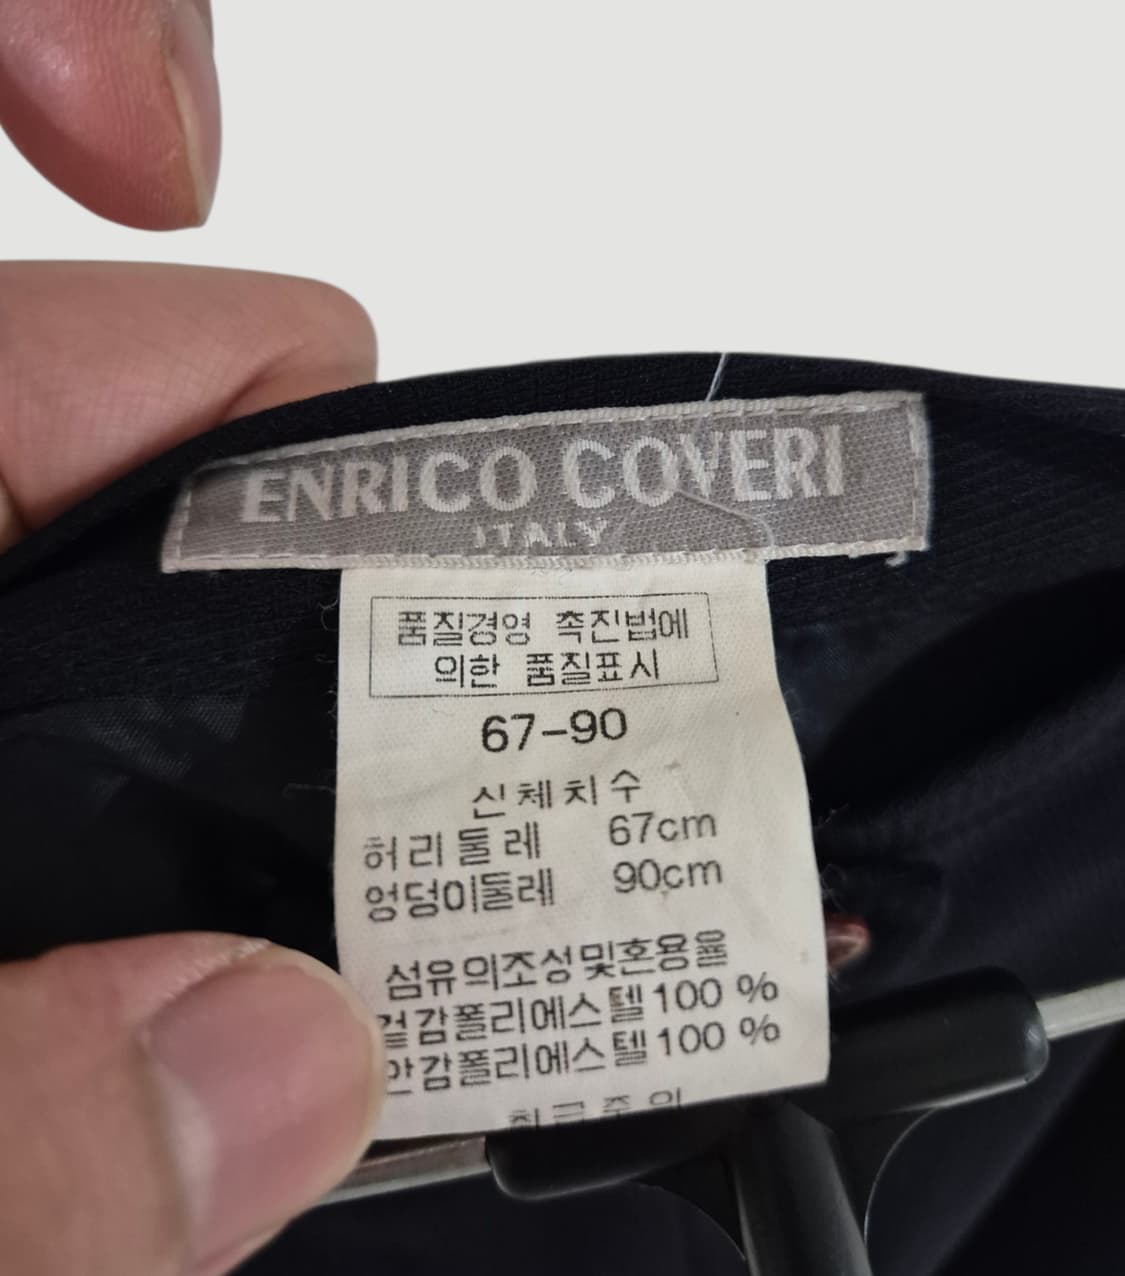 ENRICO COVERI
ITALY
품질경영 촉진법에
의한 품질표시
67-90
신체치수
허리둘레 67cm
엉덩이둘레 90cm
섬유의조성및혼용율
겉감폴리에스텔100 %
안감폴리에스텔100 %